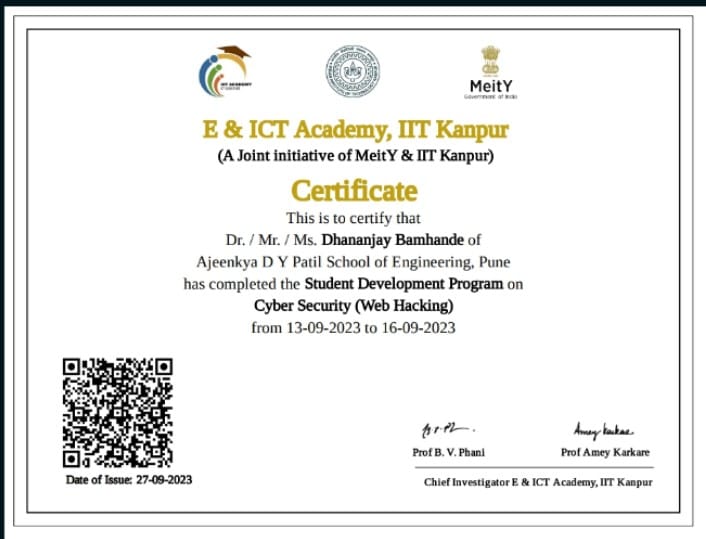 ICT ACADEMY
MeitY
Government of India
E & ICT Academy, IIT Kanpur
(A Joint initiative of MeitY & IIT Kanpur)
Certificate
This is to certify that
Dr. / Mr. / Ms. Dhananjay Bamhande of
Ajeenkya D Y Patil School of Engineering, Pune
has completed the Student Development Program on
Cyber Security (Web Hacking)
from 13-09-2023 to 16-09-2023
Prof B. V. Phani
Prof Amey Karkare
Date of Issue: 27-09-2023
Chief Investigator E & ICT Academy, IIT Kanpur